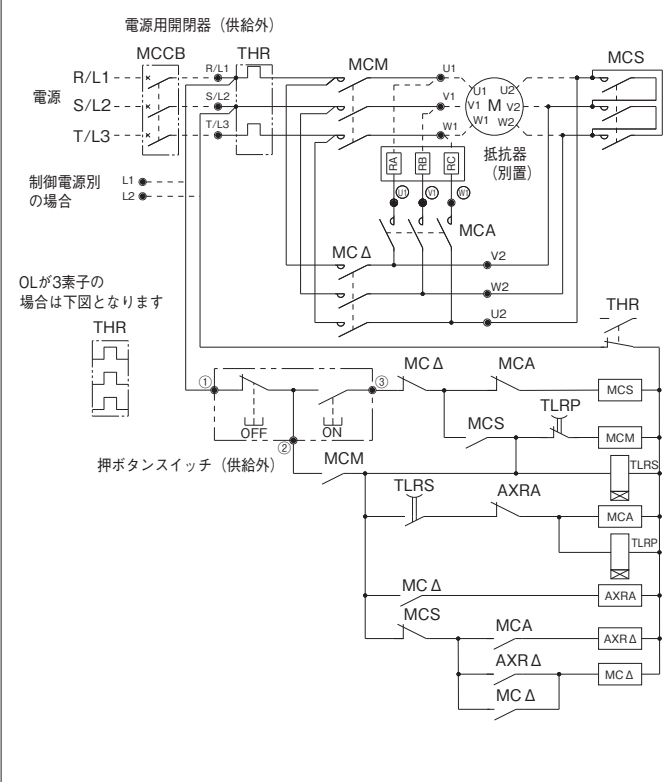 電源用開閉器（供給外）
MCCB
THR
MCM
MCS
R/L1
R/L1
U1
U1
U2
電源
S/L2
S/L2
V1
V1
M
V2
T/L3
T/L3
W1
W1
W2
抵抗器
（別置）
RA
RB
RC
制御電源別
の場合
L1
L2
U1
V1
W1
MCA
MCΔ
V2
W2
U2
OLが3素子の
場合は下図となります
THR
THR
①
OFF
ON
③
②
押ボタンスイッチ（供給外）
MCΔ
MCA
MCS
MCS
TLRP
MCM
MCM
TLRS
TLRS
AXRA
MCA
TLRP
MCΔ
AXRA
MCS
MCA
AXRΔ
AXRΔ
MCΔ
MCΔ